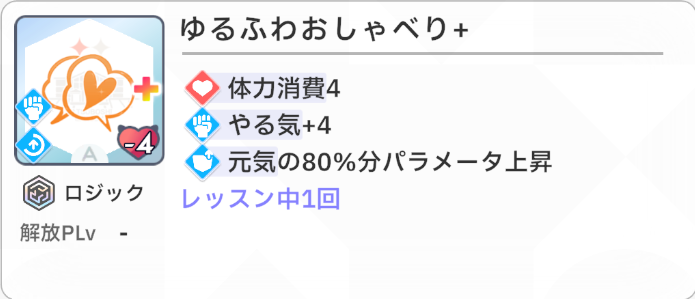 ゆるふわおしゃべり+
体力消費4
やる気+4
元気の80%分パラメータ上昇
レッスン中1回
-4
A
ロジック
解放PLv -